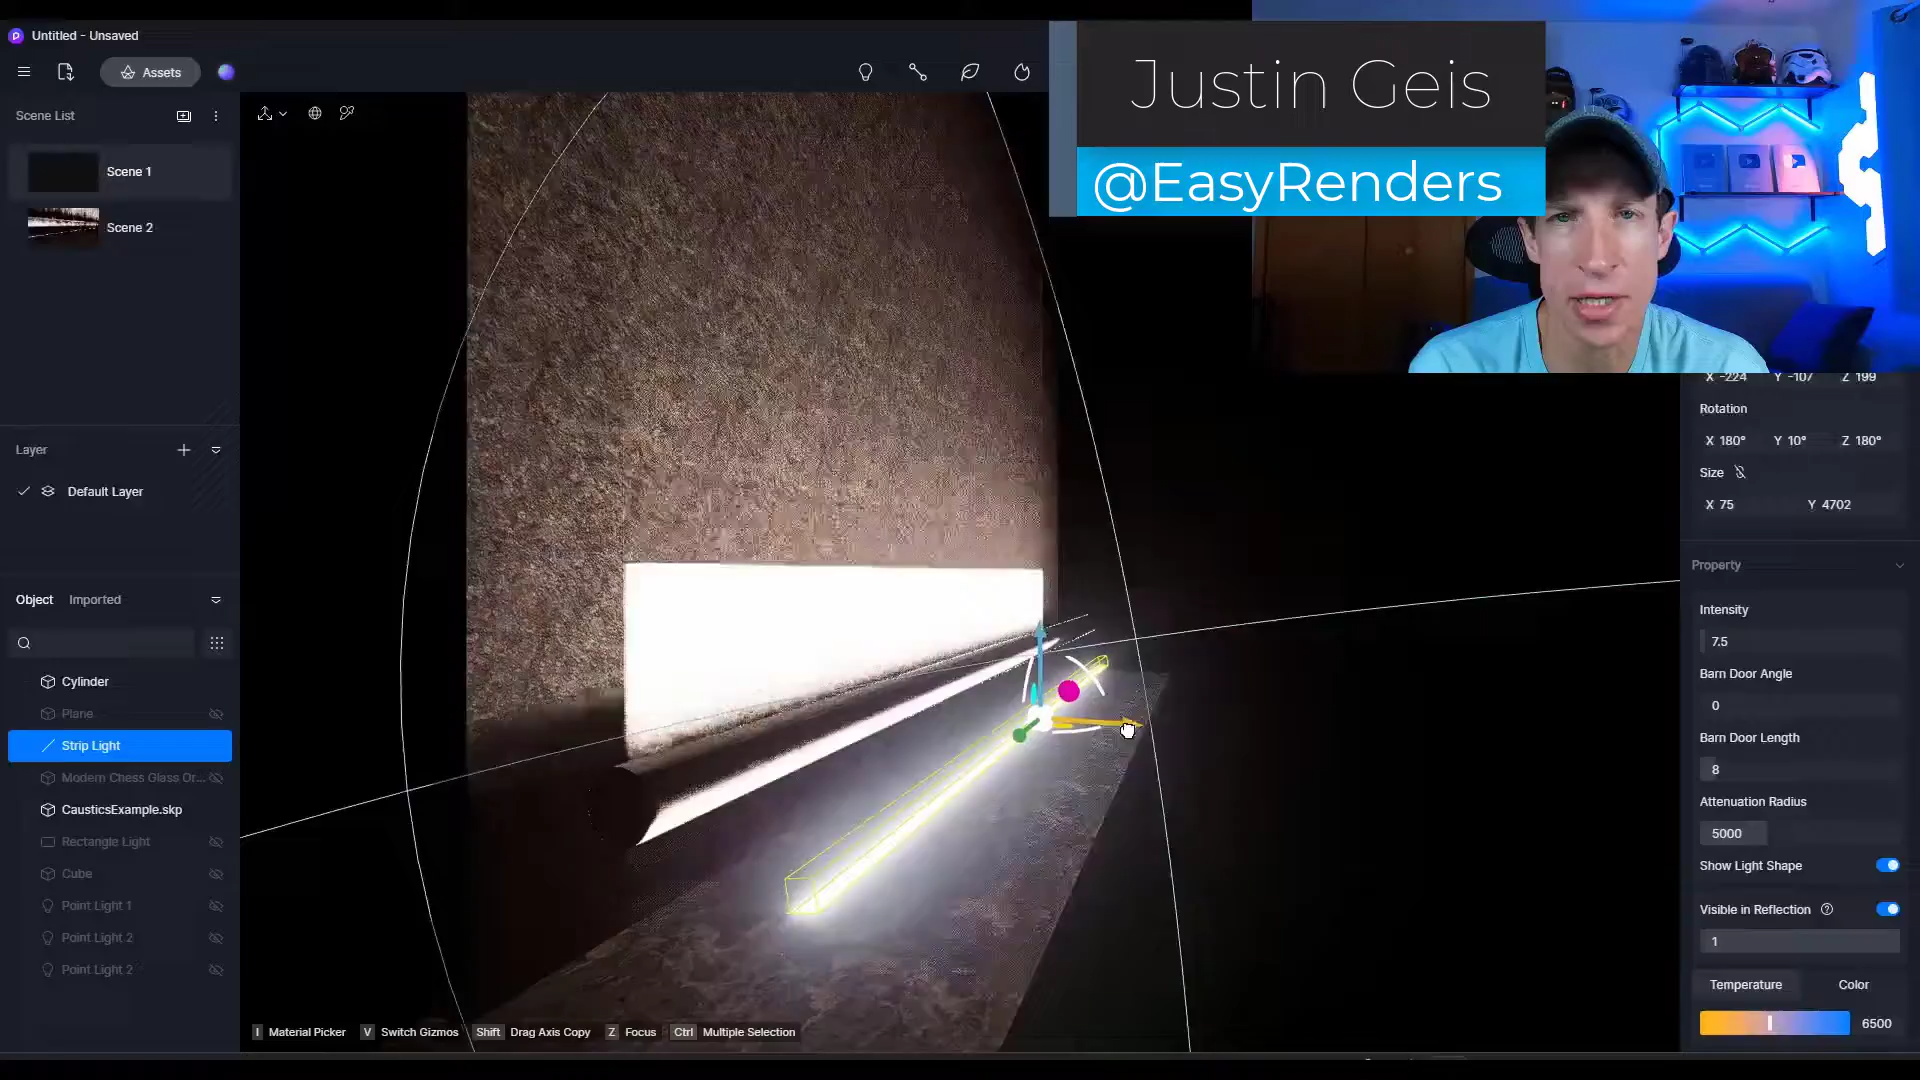 Untitled - Unsaved
Assets
Justin Geis
@EasyRenders
Scene List
Scene 1
Scene 2
Layer
Default Layer
Object Imported
Cylinder
Plane
Strip Light
Modern Chess Glass Or...
CausticsExample.skp
Rectangle Light
Cube
Point Light 1
Point Light 2
Point Light 2
I Material Picker V Switch Gizmos Shift Drag Axis Copy Z Focus Ctrl Multiple Selection
X -224 Y -107 Z 199
Rotation
X 180° Y 10° Z 180°
Size
X 75 Y 4702
Property
Intensity
7.5
Barn Door Angle
0
Barn Door Length
8
Attenuation Radius
5000
Show Light Shape
Visible in Reflection
1
Temperature Color
6500